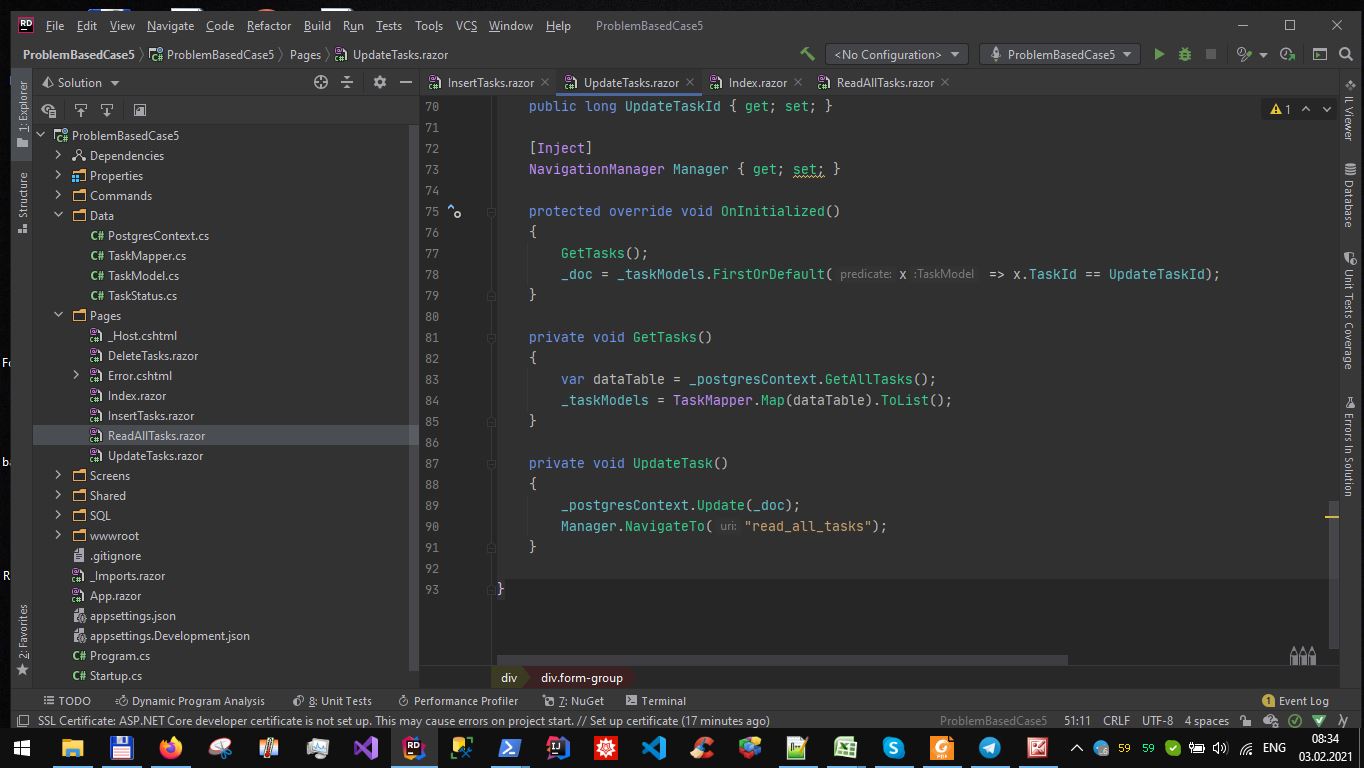 File Edit View Navigate Code Refactor Build Run Tests Tools VCS Window Help ProblemBasedCase5
ProblemBasedCase5 ProblemBasedCase5 Pages UpdateTasks.razor <No Configuration> ProblemBasedCase5
Solution
InsertTasks.razor UpdateTasks.razor Index.razor ReadAllTasks.razor
1: Explorer
Structure
2: Favorites
ProblemBasedCase5
Dependencies
Properties
Commands
Data
C# PostgresContext.cs
C# TaskMapper.cs
C# TaskModel.cs
C# TaskStatus.cs
Pages
_Host.cshtml
DeleteTasks.razor
Error.cshtml
Index.razor
InsertTasks.razor
ReadAllTasks.razor
UpdateTasks.razor
Screens
Shared
SQL
wwwroot
.gitignore
_Imports.razor
App.razor
appsettings.json
appsettings.Development.json
C# Program.cs
C# Startup.cs
70 public long UpdateTaskId { get; set; }
71
72 [Inject]
73 NavigationManager Manager { get; set; }
74
75 protected override void OnInitialized()
76 {
77 GetTasks();
78 _doc = _taskModels.FirstOrDefault( predicate: x :TaskModel => x.TaskId == UpdateTaskId);
79 }
80
81 private void GetTasks()
82 {
83 var dataTable = _postgresContext.GetAllTasks();
84 _taskModels = TaskMapper.Map(dataTable).ToList();
85 }
86
87 private void UpdateTask()
88 {
89 _postgresContext.Update(_doc);
90 Manager.NavigateTo( uri: "read_all_tasks");
91 }
92
93 }
1
IL Viewer
Database
Unit Tests Coverage
Errors In Solution
div div.form-group
TODO Dynamic Program Analysis 8: Unit Tests Performance Profiler 7: NuGet Terminal 1 Event Log
SSL Certificate: ASP.NET Core developer certificate is not set up. This may cause errors on project start. // Set up certificate (17 minutes ago) ProblemBasedCase5 51:11 CRLF UTF-8 4 spaces
59 59 ENG 08:34
03.02.2021